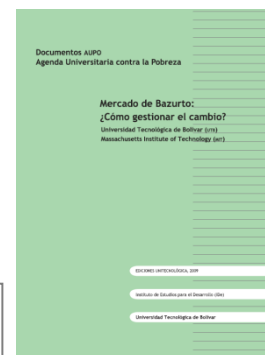 Documentos AUPO
Agenda Universitaria contra la Pobreza
Mercado de Bazurto:
¿Cómo gestionar el cambio?
Universidad Tecnológica de Bolívar (UTB)
Massachusetts Institute of Technology (MIT)
EDICIONES UNITECNOLÓGICA, 2009
Instituto de Estudios para el Desarrollo (IDe)
Universidad Tecnológica de Bolívar